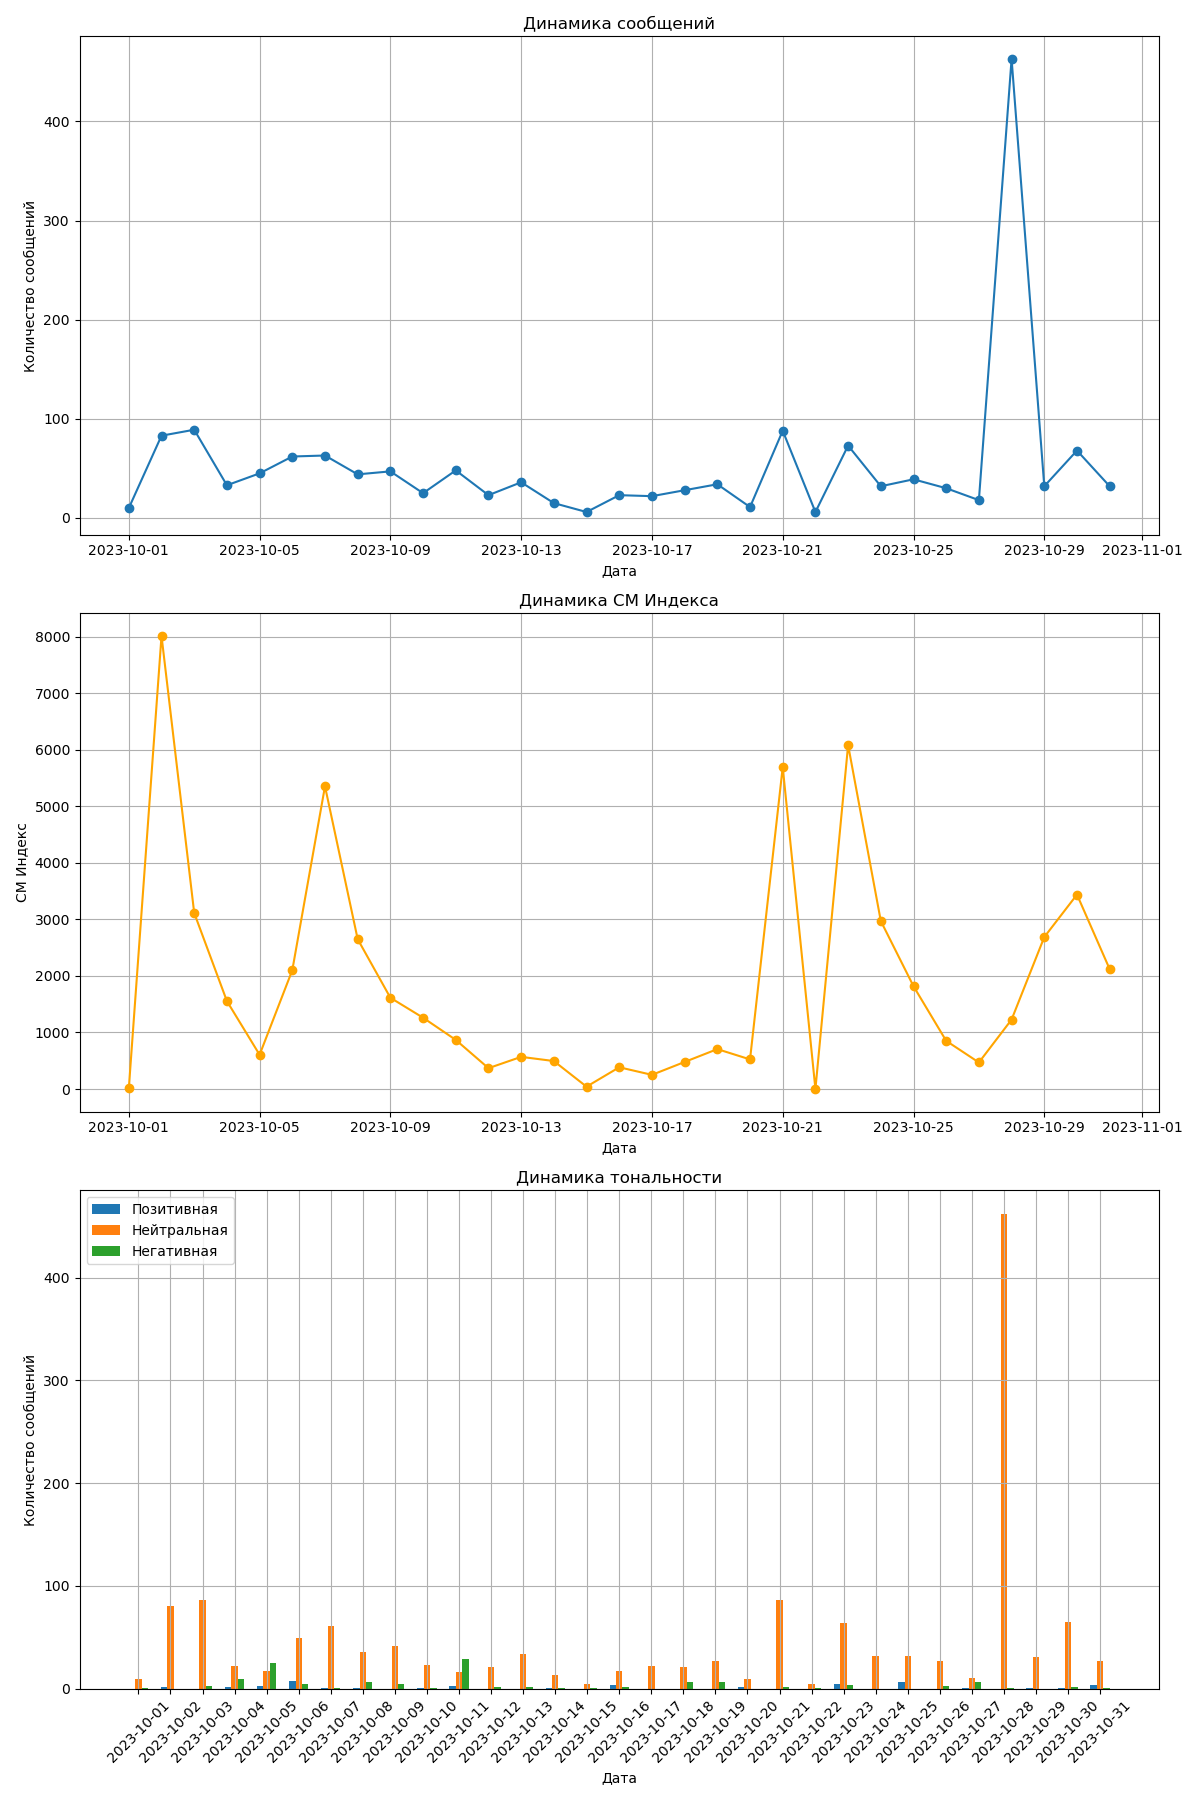 Динамика сообщений
Количество сообщений
400
300
200
100
0
2023-10-01 2023-10-05 2023-10-09 2023-10-13 2023-10-17 2023-10-21 2023-10-25 2023-10-29 2023-11-01
Дата
Динамика СМ Индекса
СМ Индекс
8000
7000
6000
5000
4000
3000
2000
1000
0
2023-10-01 2023-10-05 2023-10-09 2023-10-13 2023-10-17 2023-10-21 2023-10-25 2023-10-29 2023-11-01
Дата
Динамика тональности
Позитивная
Нейтральная
Негативная
Количество сообщений
400
300
200
100
0
2023-10-01 2023-10-02 2023-10-03 2023-10-04 2023-10-05 2023-10-06 2023-10-07 2023-10-08 2023-10-09 2023-10-10 2023-10-11 2023-10-12 2023-10-13 2023-10-14 2023-10-15 2023-10-16 2023-10-17 2023-10-18 2023-10-19 2023-10-20 2023-10-21 2023-10-22 2023-10-23 2023-10-24 2023-10-25 2023-10-26 2023-10-27 2023-10-28 2023-10-29 2023-10-30 2023-10-31
Дата